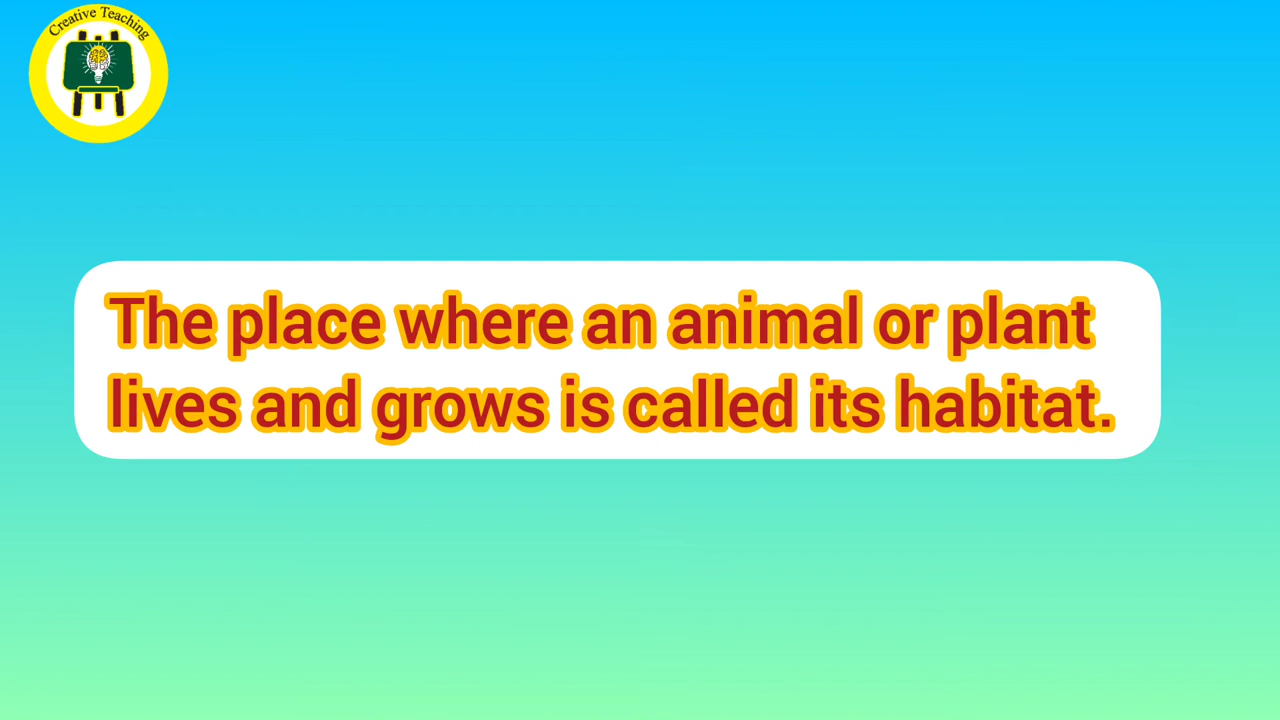 Creative Teaching
The place where an animal or plant
lives and grows is called its habitat.